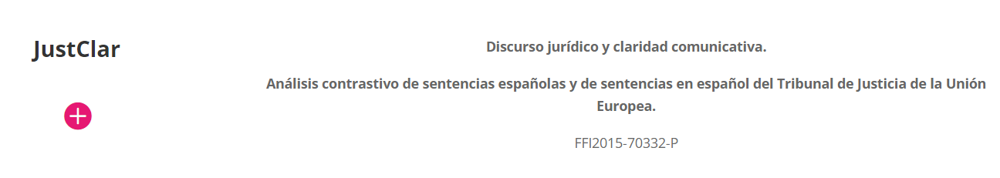 JustClar
Discurso jurídico y claridad comunicativa.
Análisis contrastivo de sentencias españolas y de sentencias en español del Tribunal de Justicia de la Unión
Europea.
FFI2015-70332-P